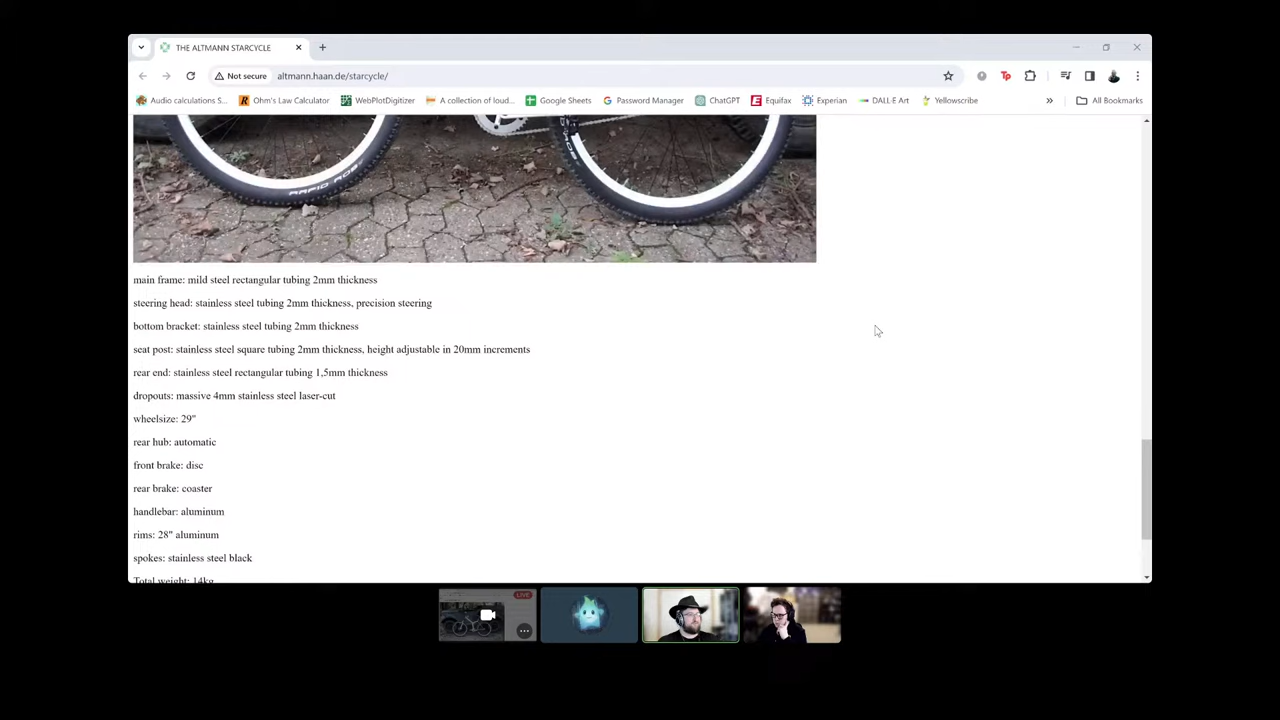 THE ALTMANN STARCYCLE
Not secure
altmann.haan.de/starcycle/
Audio calculations S...
Ohm's Law Calculator
WebPlotDigitizer
A collection of loud...
Google Sheets
Password Manager
ChatGPT
Equifax
Experian
DALL·E Art
Yellowscribe
All Bookmarks
RAPID ROB
main frame: mild steel rectangular tubing 2mm thickness
steering head: stainless steel tubing 2mm thickness, precision steering
bottom bracket: stainless steel tubing 2mm thickness
seat post: stainless steel square tubing 2mm thickness, height adjustable in 20mm increments
rear end: stainless steel rectangular tubing 1,5mm thickness
dropouts: massive 4mm stainless steel laser-cut
wheelsize: 29"
rear hub: automatic
front brake: disc
rear brake: coaster
handlebar: aluminum
rims: 28" aluminum
spokes: stainless steel black
Total weight: 14kg
LIVE